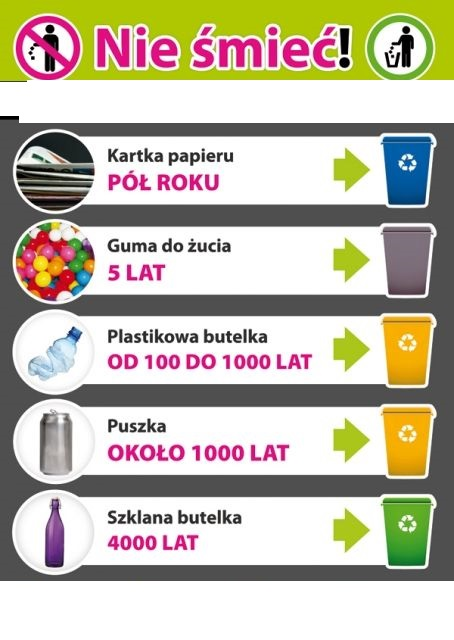 Nie śmieć!
Kartka papieru
PÓŁ ROKU
Guma do żucia
5 LAT
Plastikowa butelka
OD 100 DO 1000 LAT
Puszka
OKOŁO 1000 LAT
Szklana butelka
4000 LAT